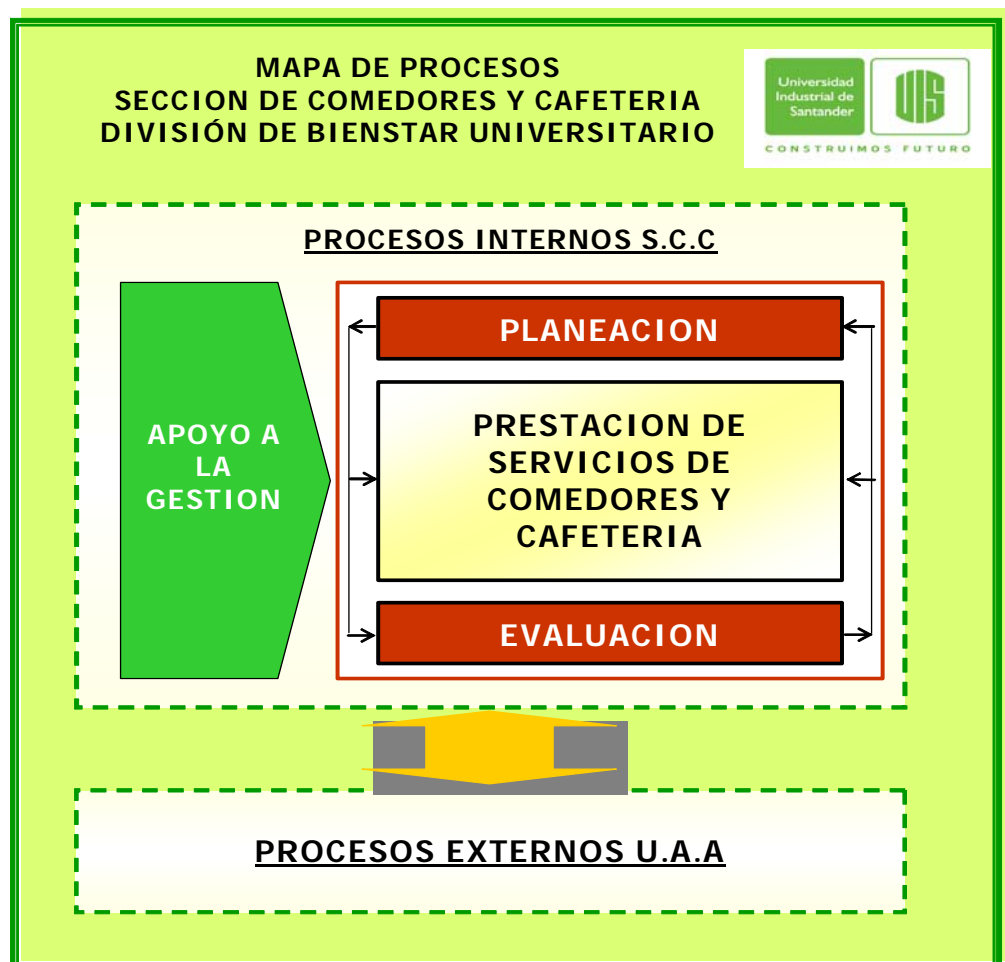 MAPA DE PROCESOS
SECCION DE COMEDORES Y CAFETERIA
DIVISIÓN DE BIENSTAR UNIVERSITARIO
Universidad
Industrial de
Santander
UIS
CONSTRUIMOS FUTURO
PROCESOS INTERNOS S.C.C
APOYO A
LA
GESTION
PLANEACION
PRESTACION DE
SERVICIOS DE
COMEDORES Y
CAFETERIA
EVALUACION
PROCESOS EXTERNOS U.A.A